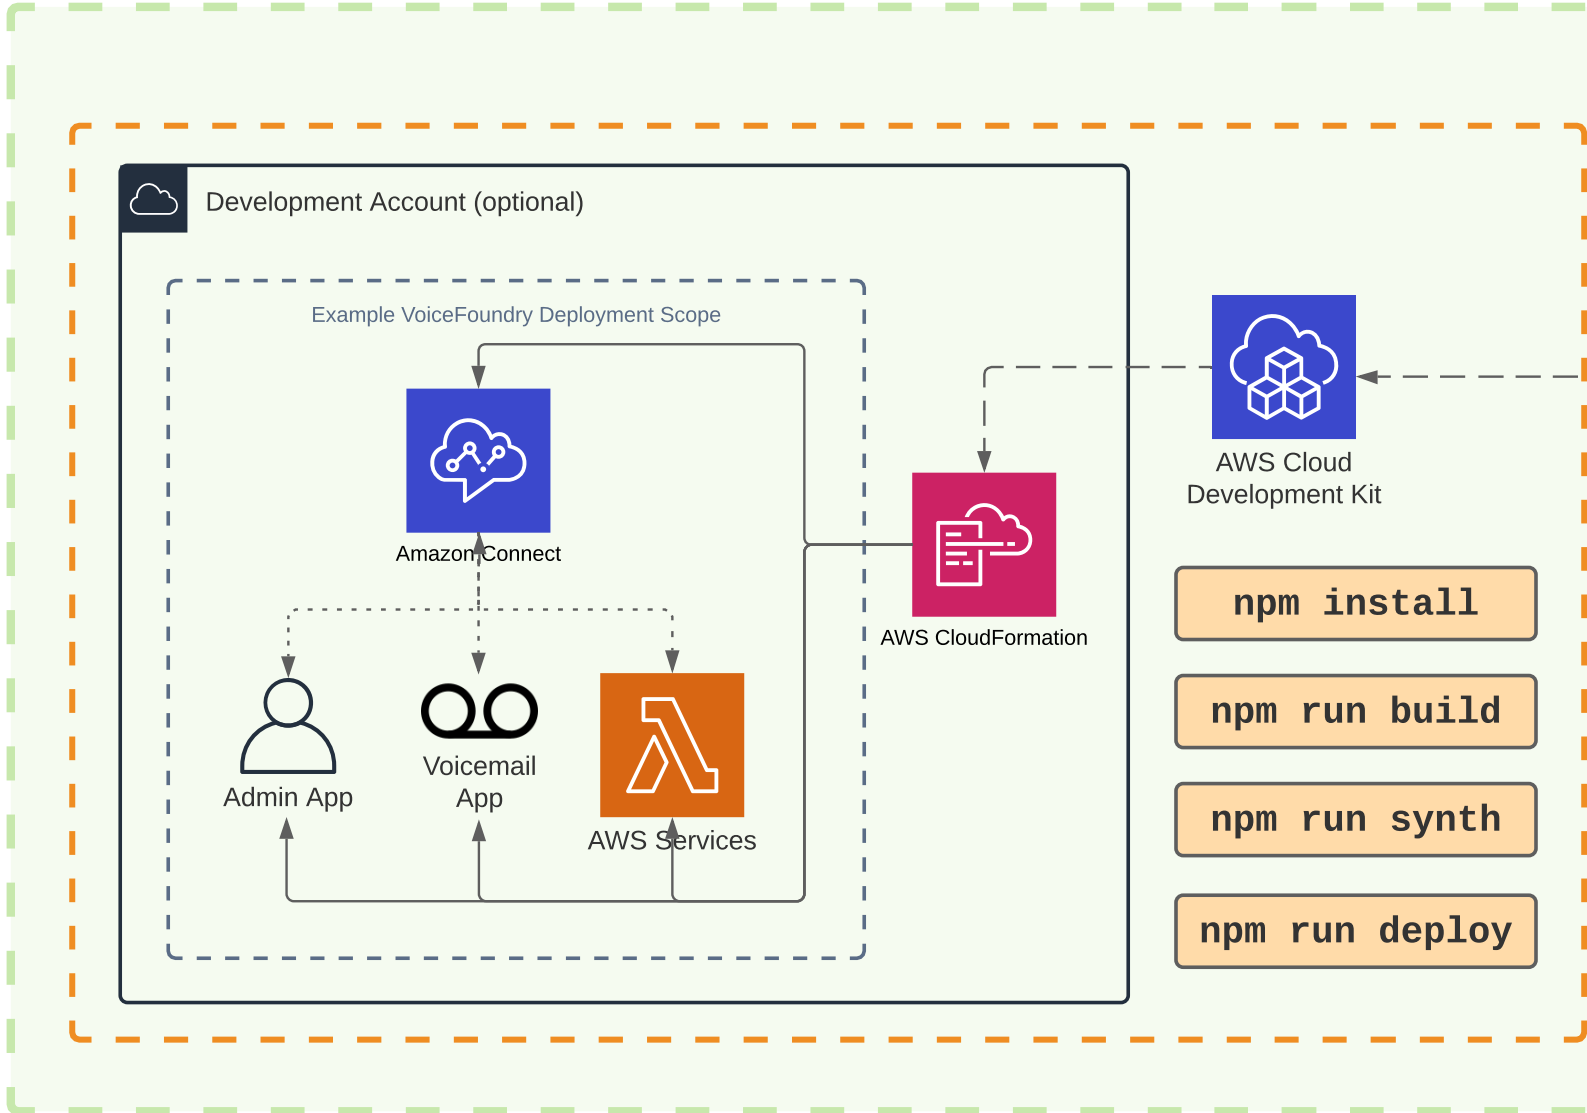 Development Account (optional)
Example VoiceFoundry Deployment Scope
Amazon Connect
Admin App
Voicemail
App
AWS Services
AWS CloudFormation
AWS Cloud
Development Kit
npm install
npm run build
npm run synth
npm run deploy